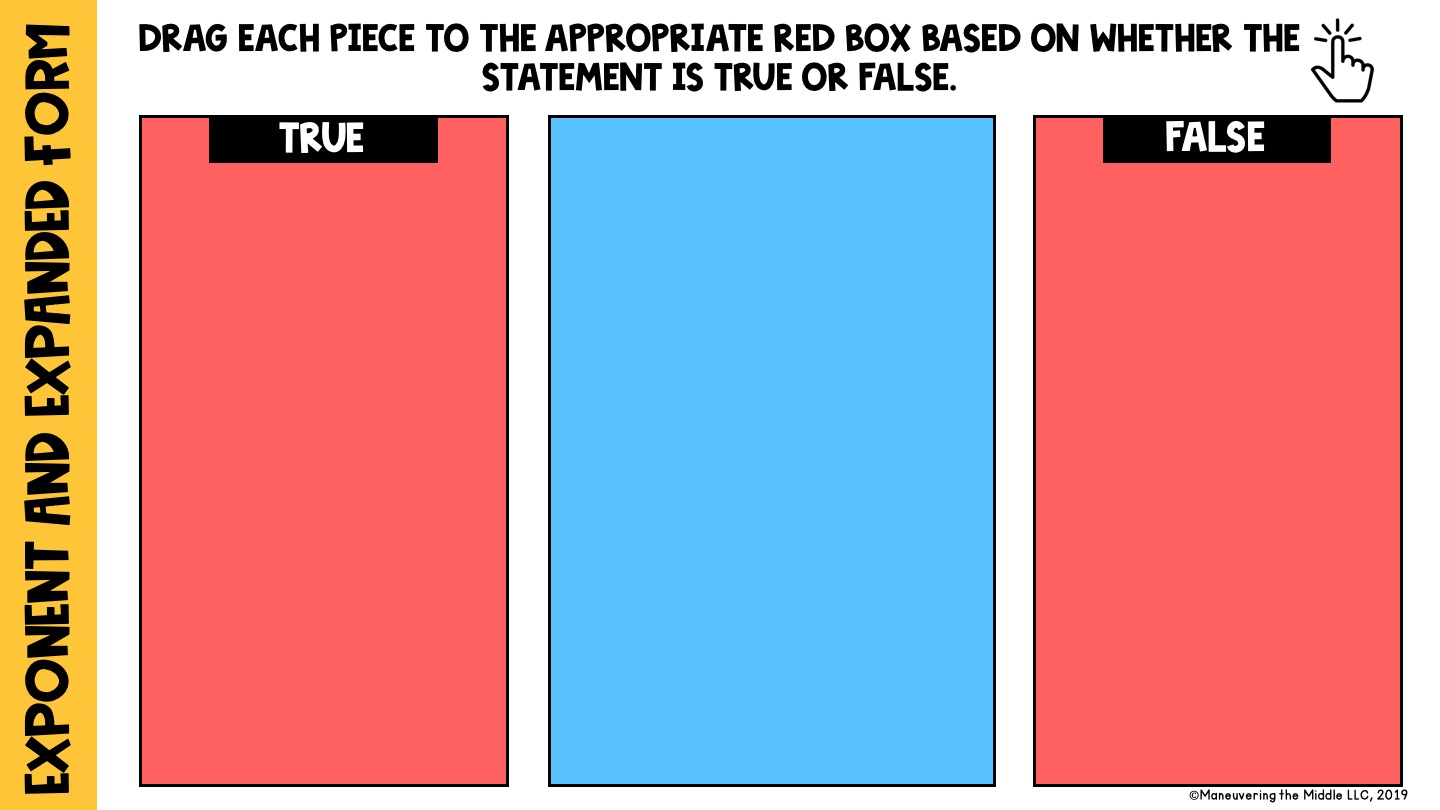 EXPONENT AND EXPANDED FORM
DRAG EACH PIECE TO THE APPROPRIATE RED BOX BASED ON WHETHER THE
STATEMENT IS TRUE OR FALSE.
TRUE
FALSE
©Maneuvering the Middle LLC, 2019